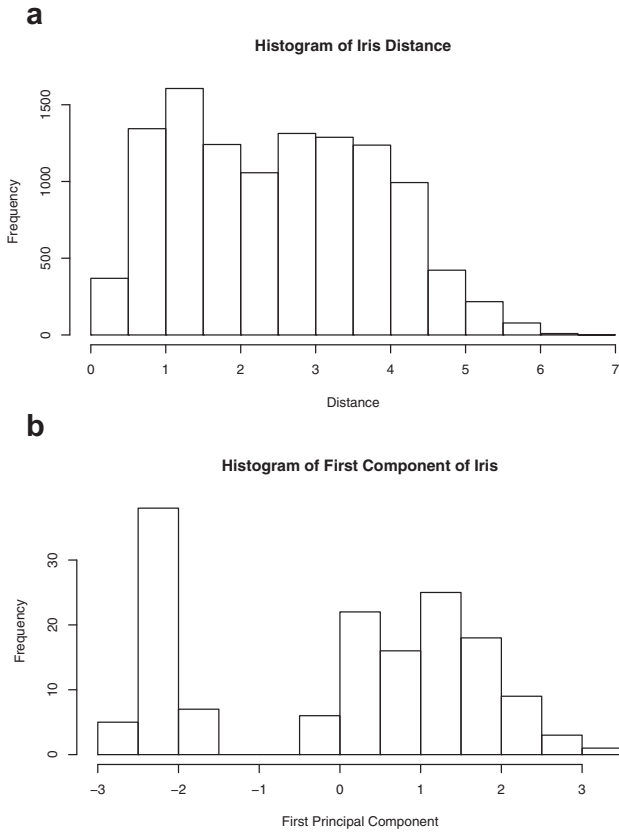 a
Histogram of Iris Distance
Frequency
0 500 1000 1500
0 1 2 3 4 5 6 7
Distance
b
Histogram of First Component of Iris
Frequency
0 10 20 30
−3 −2 −1 0 1 2 3
First Principal Component